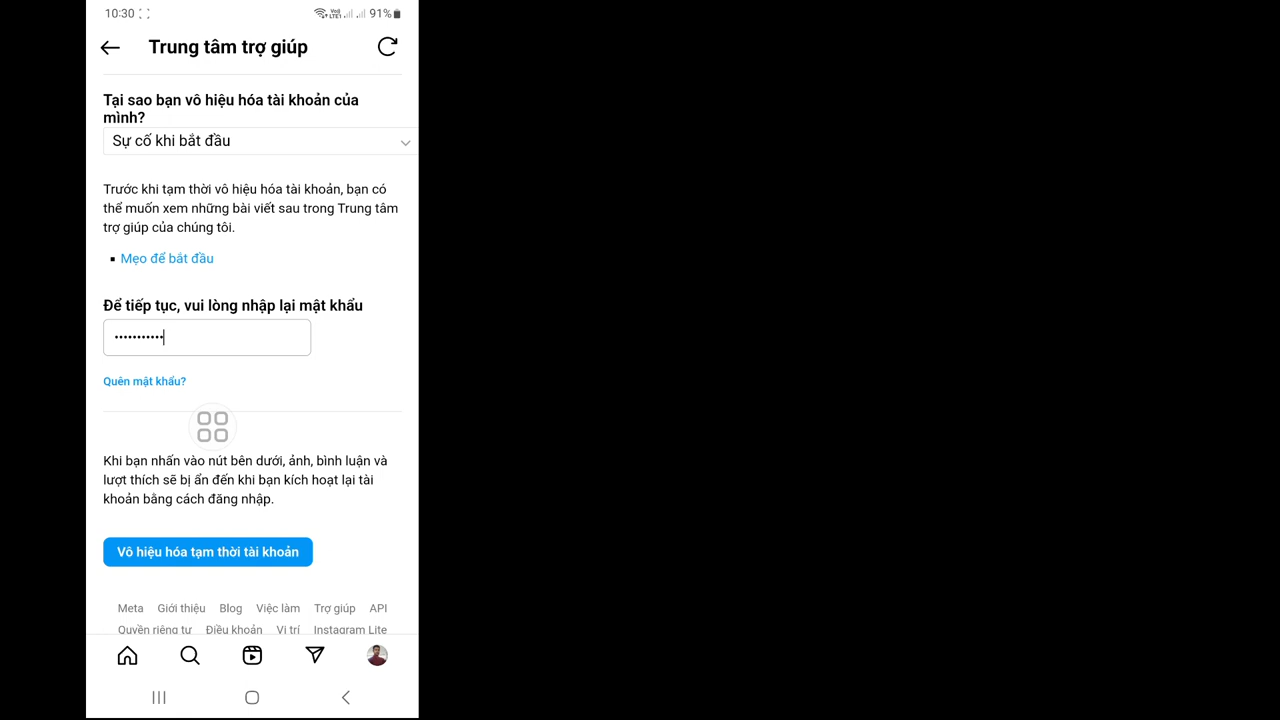 10:30
91%
Trung tâm trợ giúp
Tại sao bạn vô hiệu hóa tài khoản của
mình?
Sự cố khi bắt đầu
Trước khi tạm thời vô hiệu hóa tài khoản, bạn có
thể muốn xem những bài viết sau trong Trung tâm
trợ giúp của chúng tôi.
Mẹo để bắt đầu
Để tiếp tục, vui lòng nhập lại mật khẩu
•••••••••••
Quên mật khẩu?
Khi bạn nhấn vào nút bên dưới, ảnh, bình luận và
lượt thích sẽ bị ẩn đến khi bạn kích hoạt lại tài
khoản bằng cách đăng nhập.
Vô hiệu hóa tạm thời tài khoản
Meta Giới thiệu Blog Việc làm Trợ giúp API
Quyền riêng tư Điều khoản Vị trí Instagram Lite